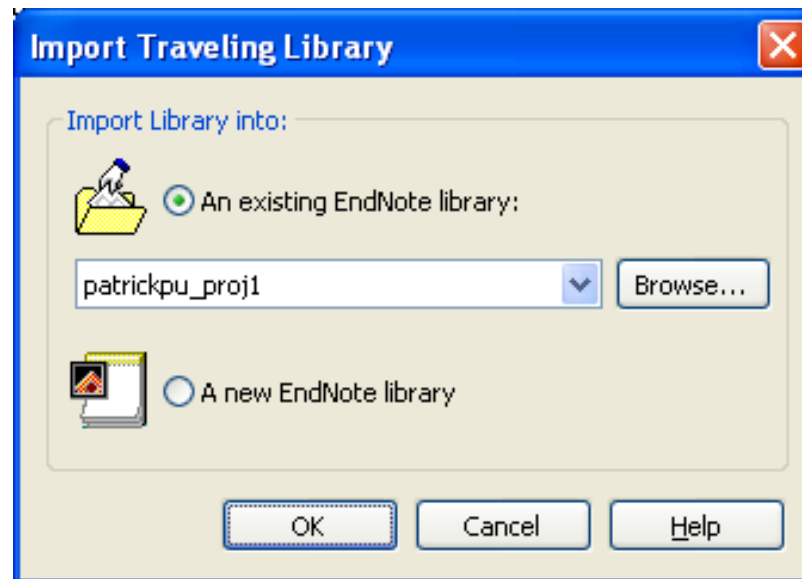 Import Traveling Library
Import Library into:
An existing EndNote library:
patrickpu_proj1 Browse...
A new EndNote library
OK Cancel Help